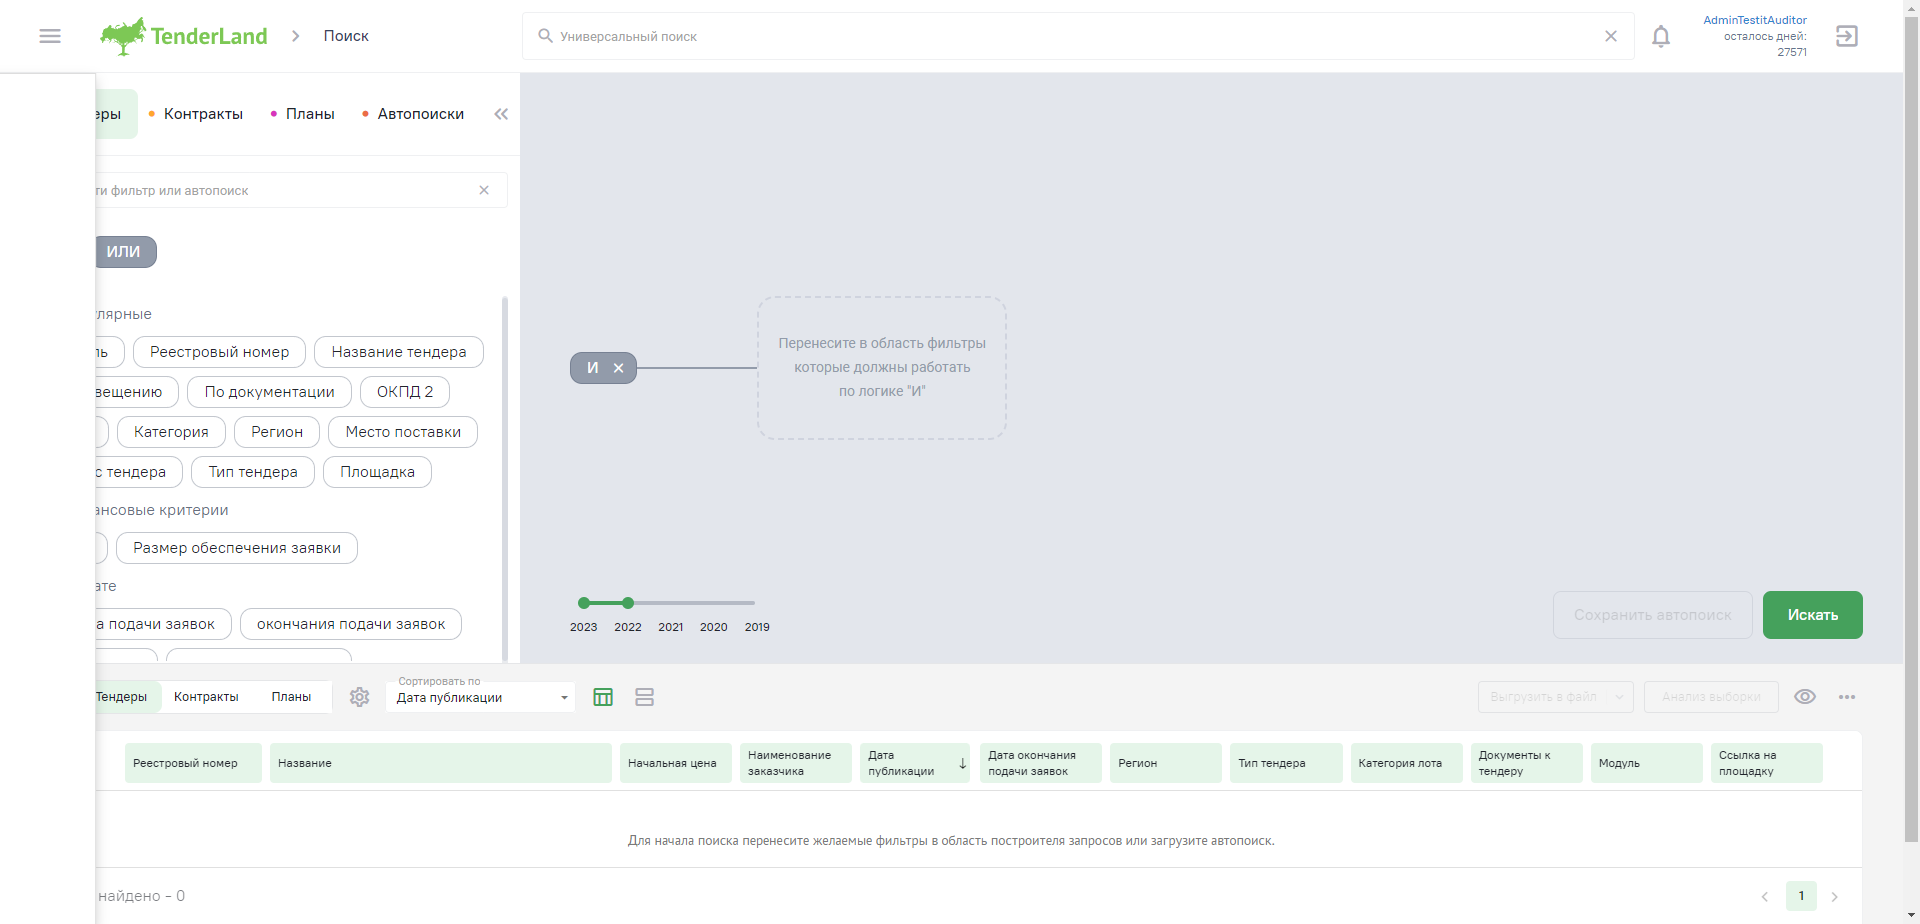 TenderLand
Поиск
Универсальный поиск
AdminTestitAuditor
осталось дней:
27571
еры
Контракты
Планы
Автопоиски
ти фильтр или автопоиск
ИЛИ
улярные
ль
Реестровый номер
Название тендера
вещению
По документации
ОКПД 2
Категория
Регион
Место поставки
с тендера
Тип тендера
Площадка
ансовые критерии
Размер обеспечения заявки
ате
а подачи заявок
окончания подачи заявок
И
Перенесите в область фильтры
которые должны работать
по логике "И"
2023
2022
2021
2020
2019
Сохранить автопоиск
Искать
Тендеры
Контракты
Планы
Сортировать по
Дата публикации
Выгрузить в файл
Анализ выборки
Реестровый номер
Название
Начальная цена
Наименование
заказчика
Дата
публикации
Дата окончания
подачи заявок
Регион
Тип тендера
Категория лота
Документы к
тендеру
Модуль
Ссылка на
площадку
Для начала поиска перенесите желаемые фильтры в область построителя запросов или загрузите автопоиск.
найдено - 0
1